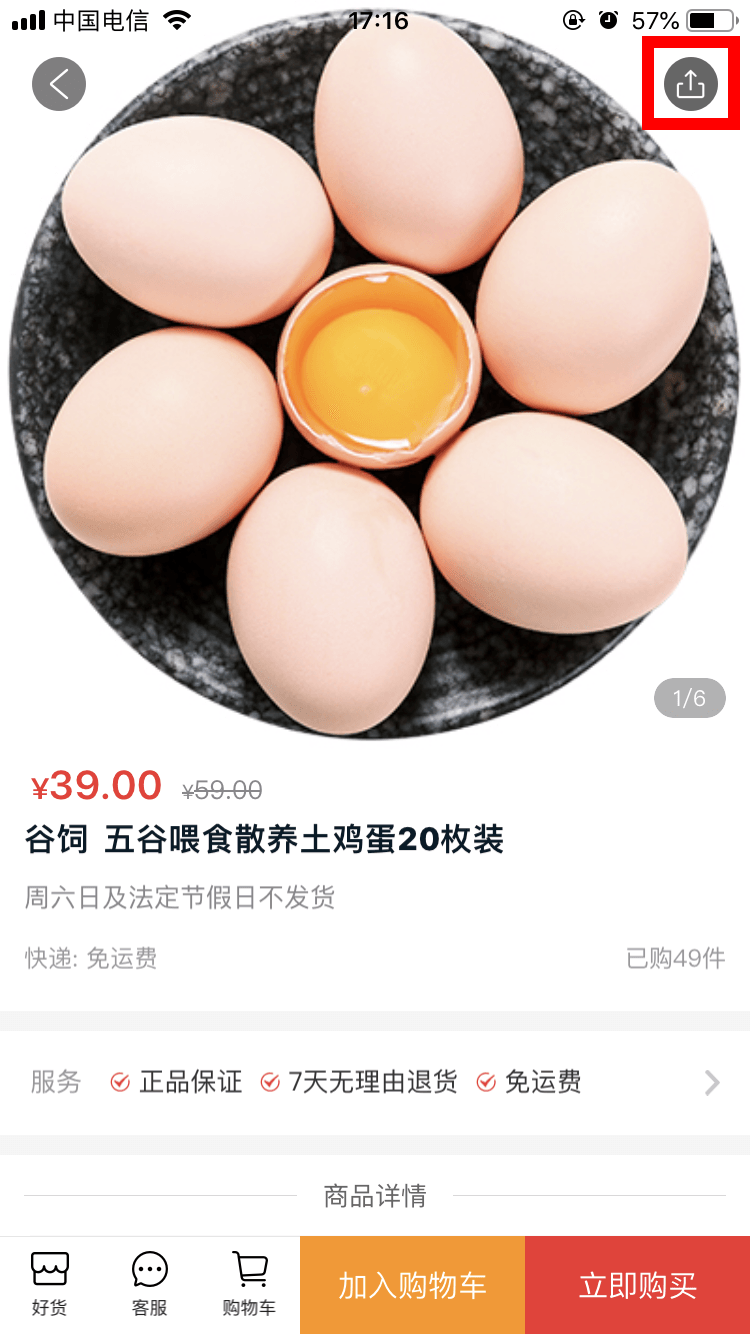 中国电信 17:16 57%
1/6
¥39.00 ¥59.00
谷饲 五谷喂食散养土鸡蛋20枚装
周六日及法定节假日不发货
快递: 免运费 已购49件
服务 正品保证 7天无理由退货 免运费
商品详情
好货 客服 购物车 加入购物车 立即购买